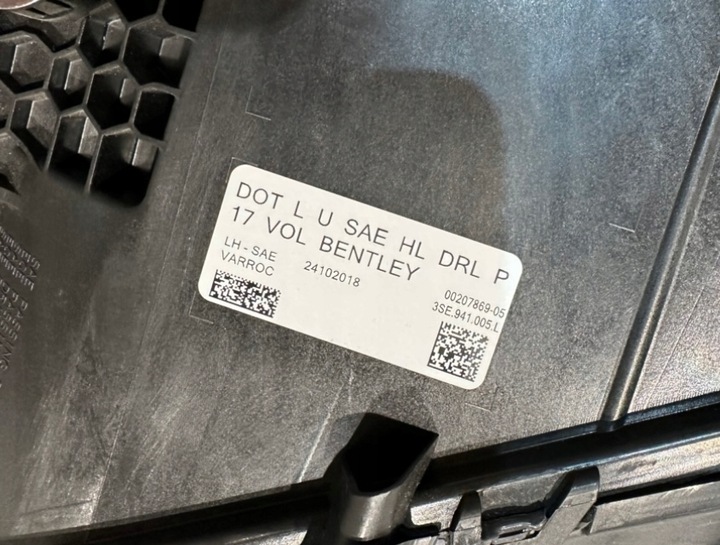 DOT L U SAE HL DRL P
17 VOL BENTLEY
LH - SAE
VARROC
24102018
00207869-05
3SE.941.005.L